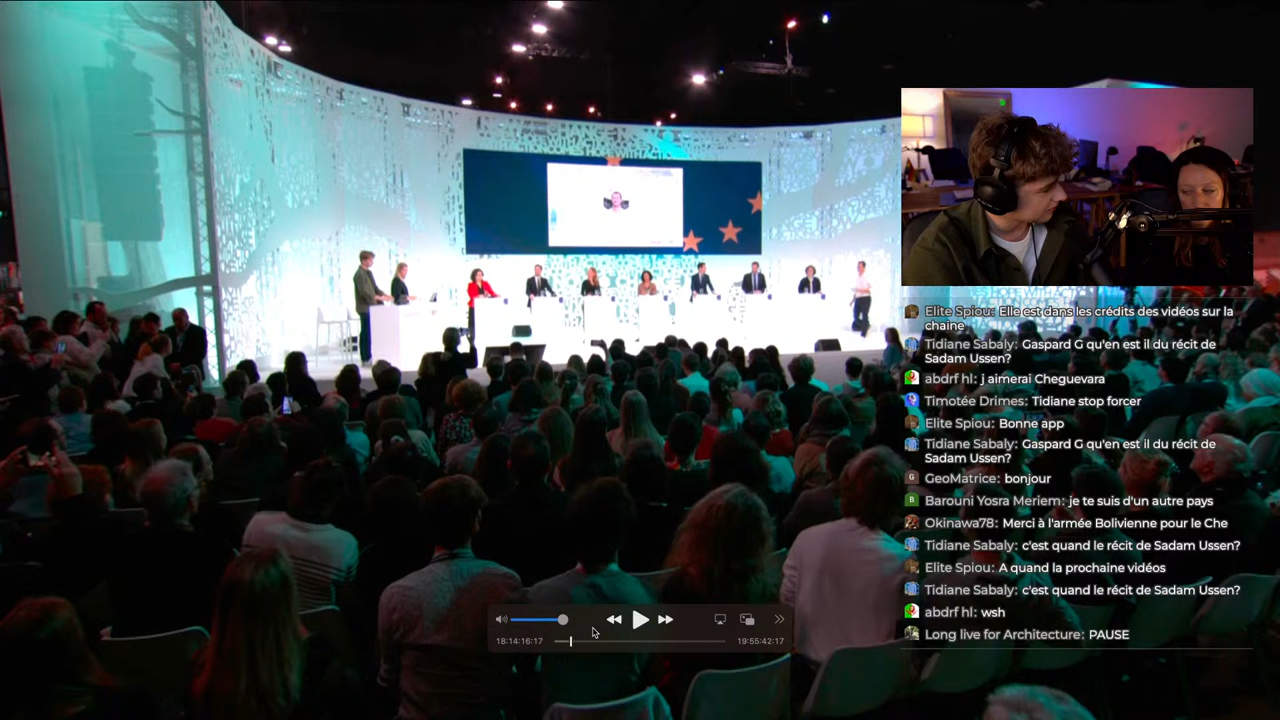 Elite Spiou: Elle est dans les crédits des vidéos sur la
chaine
Tidiane Sabaly: Gaspard G qu'en est il du récit de
Sadam Ussen?
abdrf hl: j aimerai Cheguevara
Timotée Drimes: Tidiane stop forcer
Elite Spiou: Bonne app
Tidiane Sabaly: Gaspard G qu'en est il du récit de
Sadam Ussen?
G GeoMatrice: bonjour
B Barouni Yosra Meriem: je te suis d'un autre pays
Okinawa78: Merci à l'armée Bolivienne pour le Che
Tidiane Sabaly: c'est quand le récit de Sadam Ussen?
Elite Spiou: A quand la prochaine vidéos
Tidiane Sabaly: c'est quand le récit de Sadam Ussen?
abdrf hl: wsh
Long live for Architecture: PAUSE
18:14:16:17 19:55:42:17